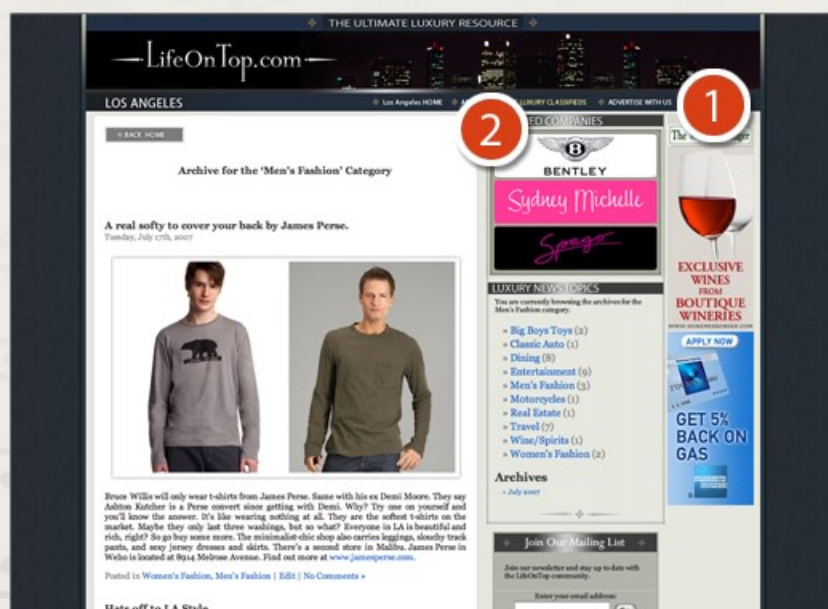 THE ULTIMATE LUXURY RESOURCE
LifeOnTop.com
LOS ANGELES
Los Angeles HOME
LUXURY CLASSIFIEDS
ADVERTISE WITH US
1
2
« BACK HOME
COMPANIES
The
Archive for the 'Men's Fashion' Category
B
BENTLEY
Sydney Michelle
Spago
A real softy to cover your back by James Perse.
Tuesday, July 17th, 2007
EXCLUSIVE
WINES
FROM
BOUTIQUE
WINERIES
LUXURY NEWS TOPICS
You are currently browsing the archives for the
Men's Fashion category.
» Big Boys Toys (2)
» Classic Auto (1)
» Dining (8)
» Entertainment (9)
» Men's Fashion (3)
» Motorcycles (1)
» Real Estate (1)
» Travel (7)
» Wine/Spirits (1)
» Women's Fashion (2)
Archives
» July 2007
APPLY NOW
GET 5%
BACK ON
GAS
Bruce Willis will only wear t-shirts from James Perse. Same with his ex Demi Moore. They say
Ashton Kutcher is a Perse convert since getting with Demi. Why? Try one on yourself and
you'll know the answer. It's like wearing nothing at all. They are the softest t-shirts on the
market. Maybe they only last three washings, but so what? Everyone in LA is beautiful and
rich, right? So go buy some more. The minimalist-chic shop also carries leggings, slouchy track
pants, and sexy jersey dresses and skirts. There's a second store in Malibu. James Perse in
Weho is located at 8914 Melrose Avenue. Find out more at www.jamesperse.com.
Posted in Women's Fashion, Men's Fashion | Edit | No Comments »
Join Our Mailing List
Join our newsletter and stay up to date with
the LifeOnTop community.
Enter your email address:
Hats off to LA Style